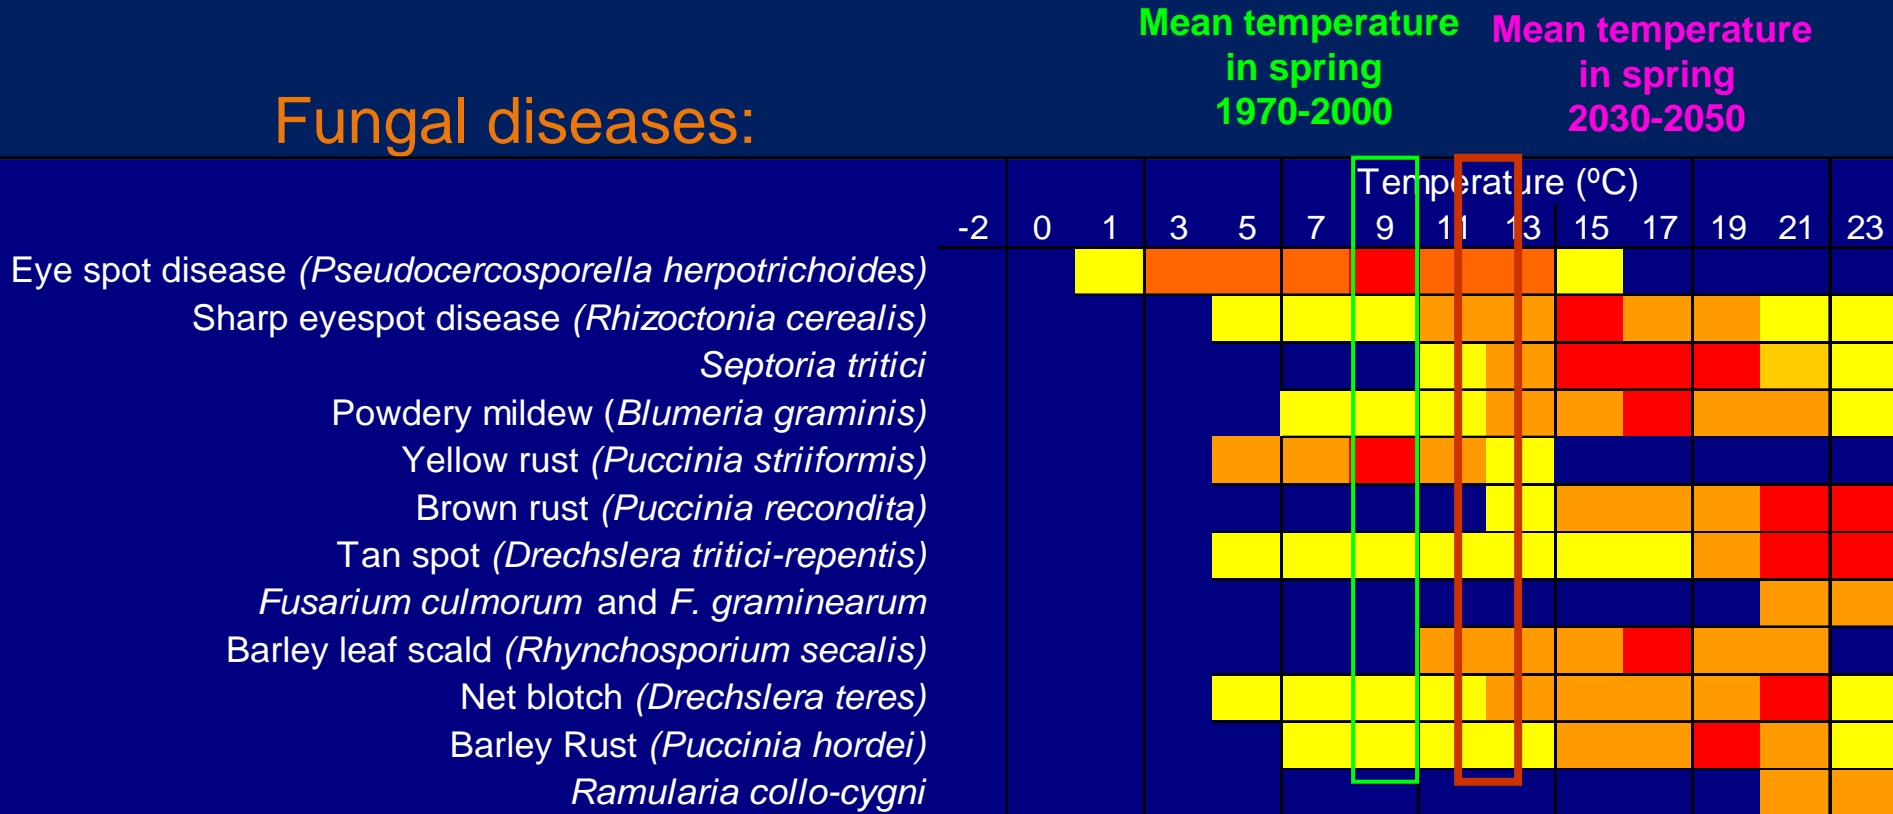 Mean temperature
in spring
1970-2000
Mean temperature
in spring
2030-2050
Fungal diseases:
Temperature (ºC)
-2 0 1 3 5 7 9 11 13 15 17 19 21 23
Eye spot disease (Pseudocercosporella herpotrichoides)
Sharp eyespot disease (Rhizoctonia cerealis)
Septoria tritici
Powdery mildew (Blumeria graminis)
Yellow rust (Puccinia striiformis)
Brown rust (Puccinia recondita)
Tan spot (Drechslera tritici-repentis)
Fusarium culmorum and F. graminearum
Barley leaf scald (Rhynchosporium secalis)
Net blotch (Drechslera teres)
Barley Rust (Puccinia hordei)
Ramularia collo-cygni